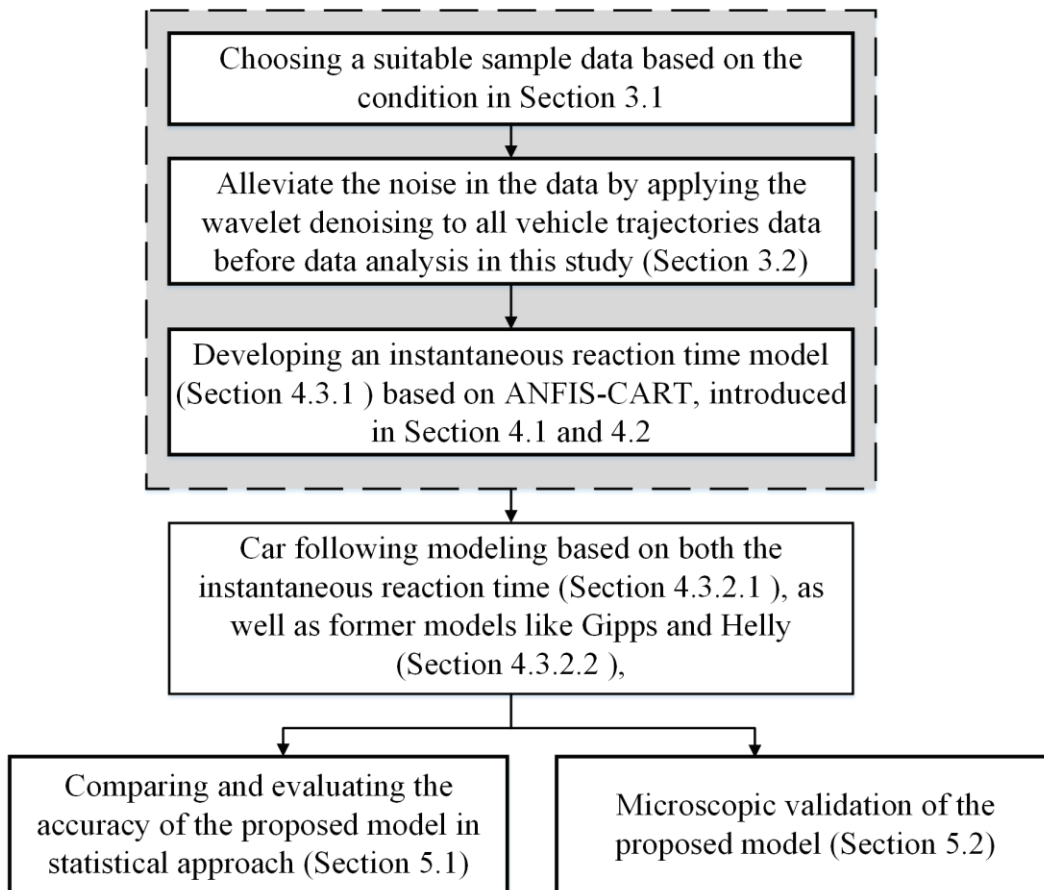 Choosing a suitable sample data based on the
condition in Section 3.1
Alleviate the noise in the data by applying the
wavelet denoising to all vehicle trajectories data
before data analysis in this study (Section 3.2)
Developing an instantaneous reaction time model
(Section 4.3.1 ) based on ANFIS-CART, introduced
in Section 4.1 and 4.2
Car following modeling based on both the
instantaneous reaction time (Section 4.3.2.1 ), as
well as former models like Gipps and Helly
(Section 4.3.2.2 ),
Comparing and evaluating the
accuracy of the proposed model in
statistical approach (Section 5.1)
Microscopic validation of the
proposed model (Section 5.2)